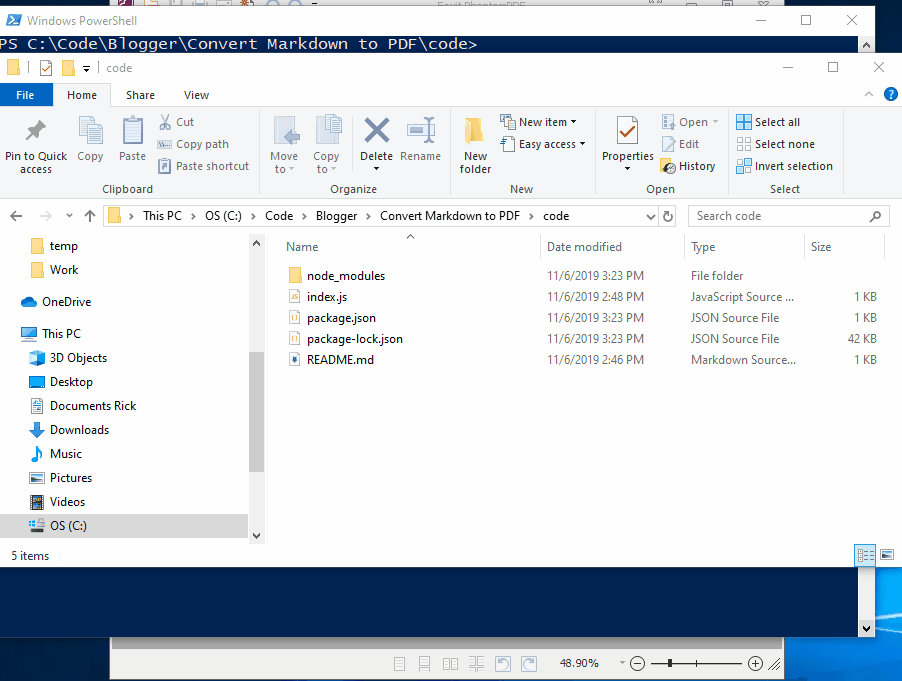 Windows PowerShell
PS C:\Code\Blogger\Convert Markdown to PDF\code>
code
File Home Share View
Pin to Quick access
Copy
Paste
Cut
Copy path
Paste shortcut
Clipboard
Move to
Copy to
Delete
Rename
Organize
New folder
New item
Easy access
New
Properties
Open
Edit
History
Open
Select all
Select none
Invert selection
Select
This PC > OS (C:) > Code > Blogger > Convert Markdown to PDF > code
Search code
temp
Work
OneDrive
This PC
3D Objects
Desktop
Documents Rick
Downloads
Music
Pictures
Videos
OS (C:)
Name Date modified Type Size
node_modules 11/6/2019 3:23 PM File folder
index.js 11/6/2019 2:48 PM JavaScript Source ... 1 KB
package.json 11/6/2019 3:23 PM JSON Source File 1 KB
package-lock.json 11/6/2019 3:23 PM JSON Source File 42 KB
README.md 11/6/2019 2:46 PM Markdown Source... 1 KB
5 items
48.90%